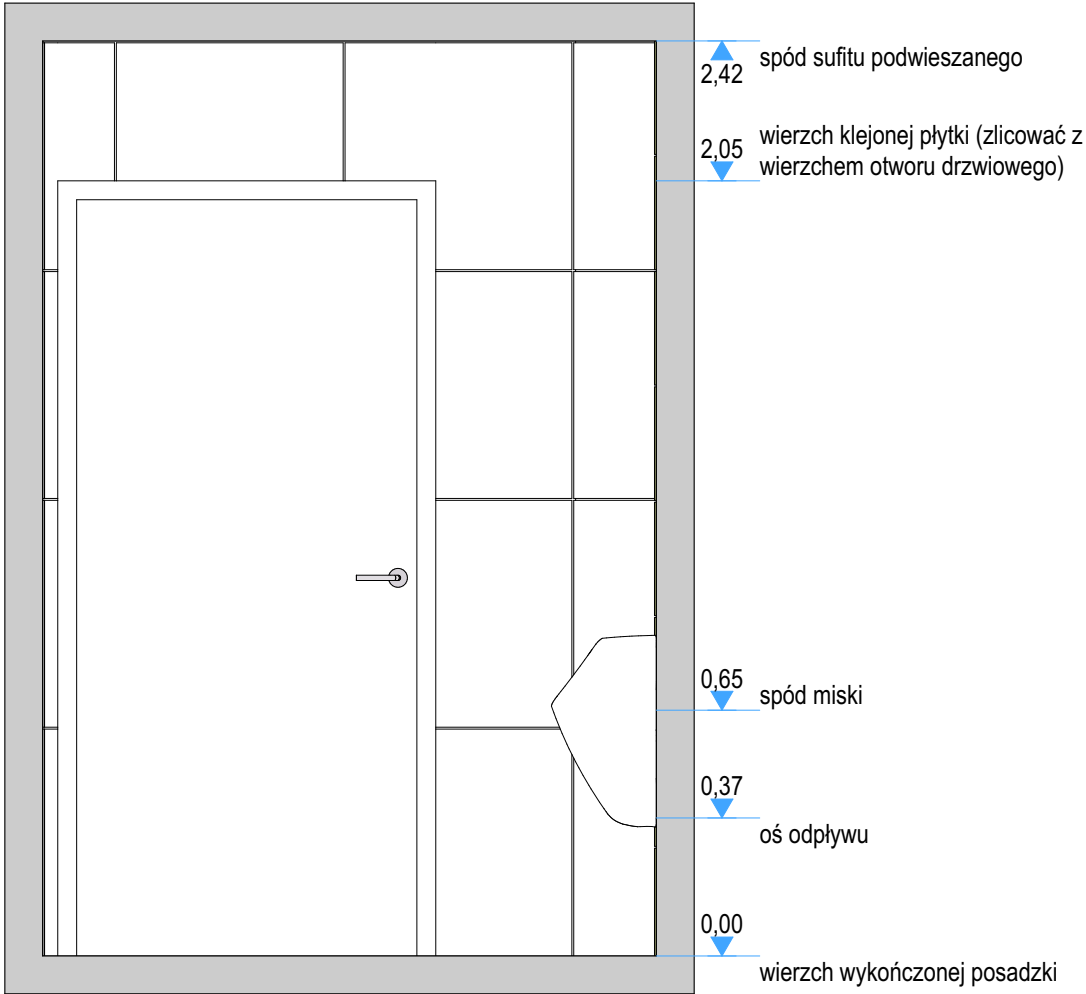 spód sufitu podwieszanego
2,42
wierzch klejonej płytki (zlicować z
2,05
wierzchem otworu drzwiowego)
0,65
spód miski
0,37
oś odpływu
0,00
wierzch wykończonej posadzki